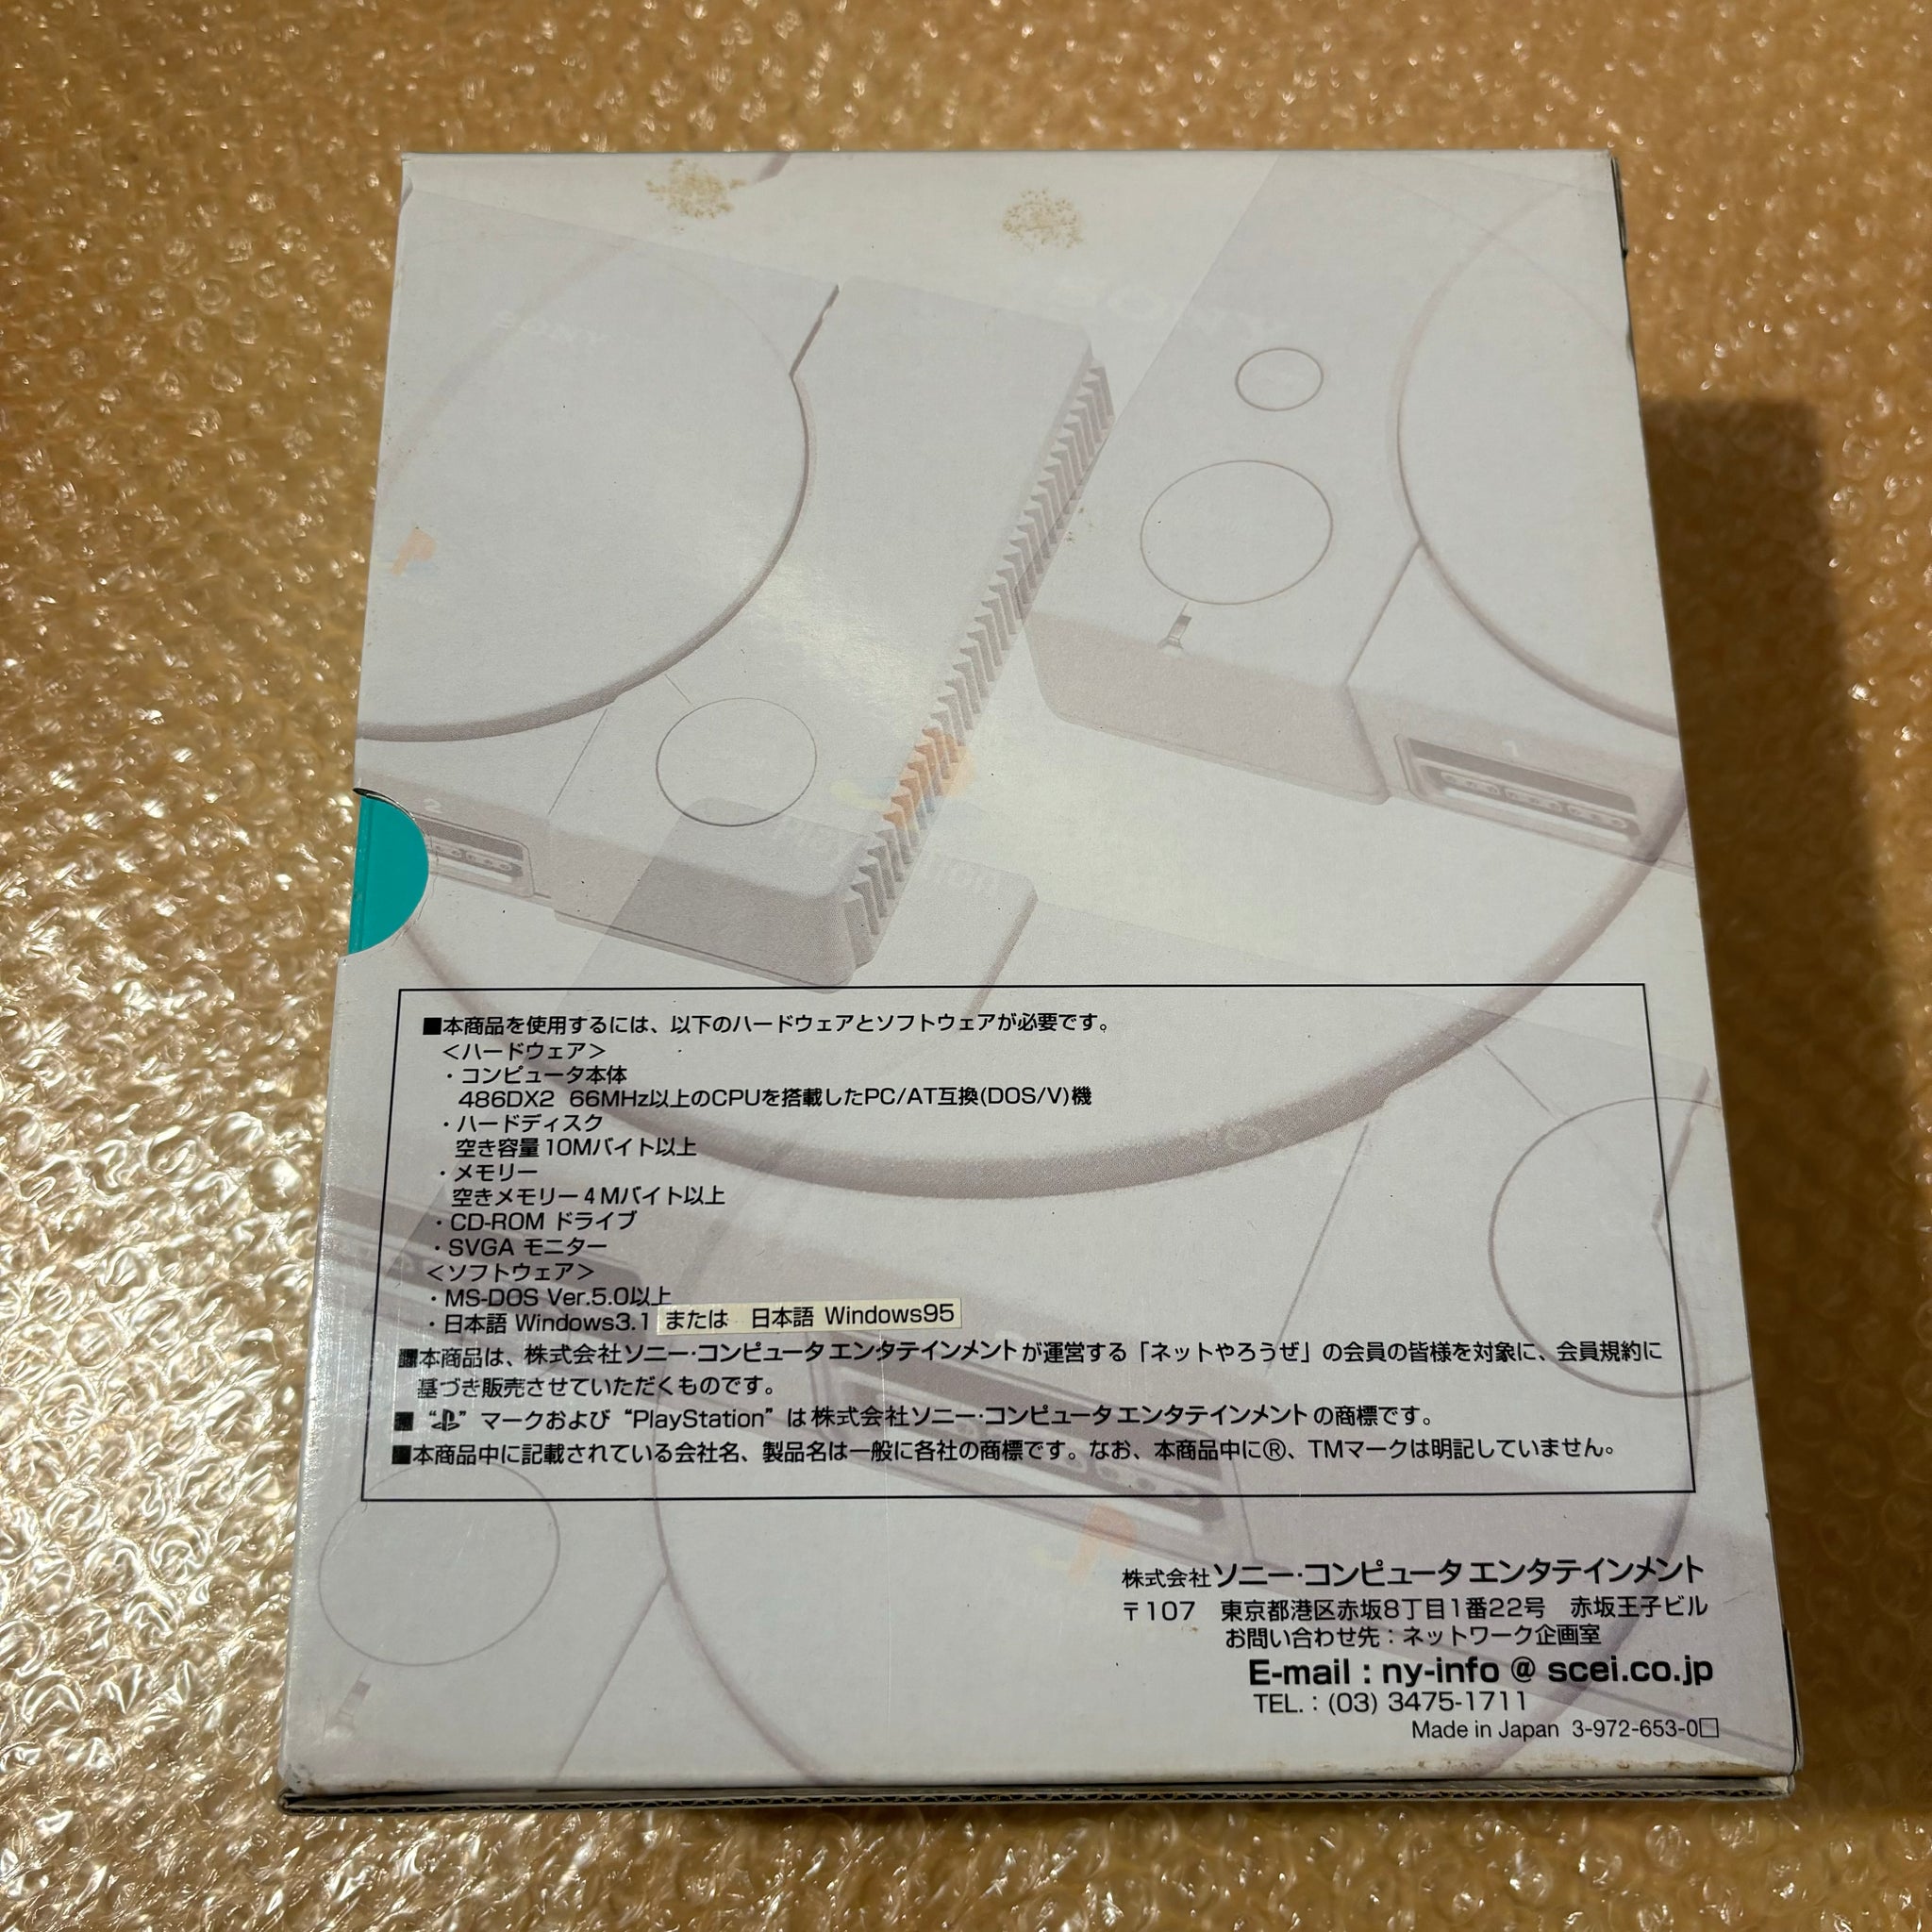 SONY
2
1
■本商品を使用するには、以下のハードウェアとソフトウェアが必要です。
＜ハードウェア＞
・コンピュータ本体
486DX2 66MHz以上のCPUを搭載したPC/AT互換(DOS/V)機
・ハードディスク
空き容量10Mバイト以上
・メモリー
空きメモリー4Mバイト以上
・CD-ROM ドライブ
・SVGA モニター
＜ソフトウェア＞
・MS-DOS Ver.5.0以上
・日本語 Windows3.1 または 日本語 Windows95
■本商品は、株式会社ソニー・コンピュータエンタテインメントが運営する「ネットやろうぜ」の会員の皆様を対象に、会員規約に
基づき販売させていただくものです。
■“ ”マークおよび“PlayStation”は株式会社ソニー・コンピュータエンタテインメントの商標です。
■本商品中に記載されている会社名、製品名は一般に各社の商標です。なお、本商品中に®、TMマークは明記していません。
株式会社ソニー・コンピュータエンタテインメント
〒107 東京都港区赤坂8丁目1番22号 赤坂王子ビル
お問い合わせ先：ネットワーク企画室
E-mail : ny-info @ scei.co.jp
TEL. : (03) 3475-1711
Made in Japan 3-972-653-0□